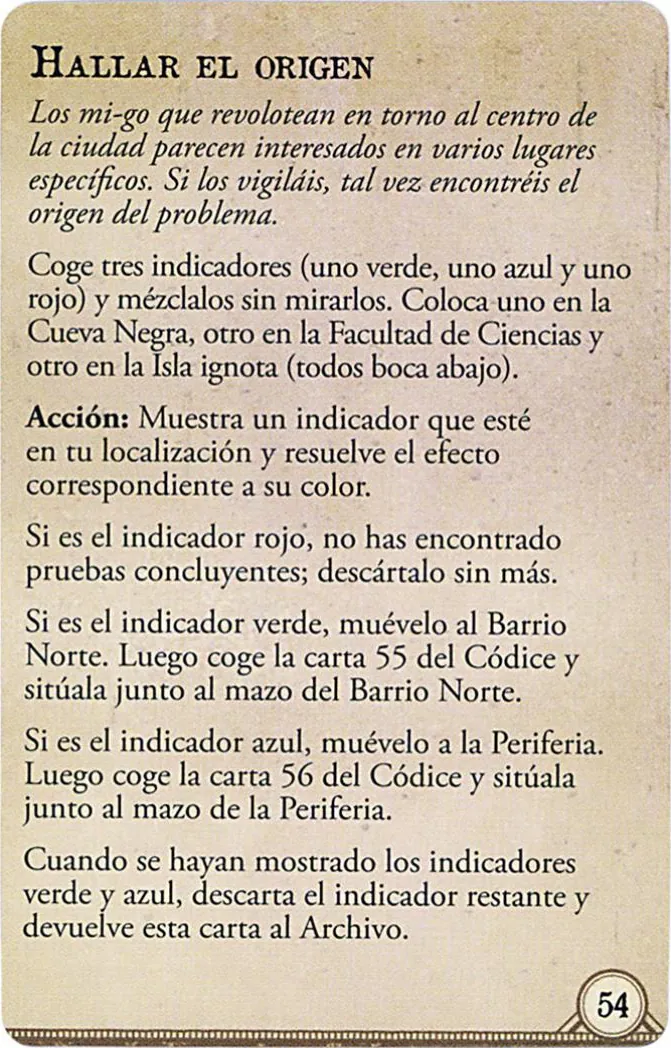 HALLAR EL ORIGEN
Los mi-go que revolotean en torno al centro de
la ciudad parecen interesados en varios lugares
específicos. Si los vigiláis, tal vez encontréis el
origen del problema.
Coge tres indicadores (uno verde, uno azul y uno
rojo) y mézclalos sin mirarlos. Coloca uno en la
Cueva Negra, otro en la Facultad de Ciencias y
otro en la Isla ignota (todos boca abajo).
Acción: Muestra un indicador que esté
en tu localización y resuelve el efecto
correspondiente a su color.
Si es el indicador rojo, no has encontrado
pruebas concluyentes; descártalo sin más.
Si es el indicador verde, muévelo al Barrio
Norte. Luego coge la carta 55 del Códice y
sitúala junto al mazo del Barrio Norte.
Si es el indicador azul, muévelo a la Periferia.
Luego coge la carta 56 del Códice y sitúala
junto al mazo de la Periferia.
Cuando se hayan mostrado los indicadores
verde y azul, descarta el indicador restante y
devuelve esta carta al Archivo.
54